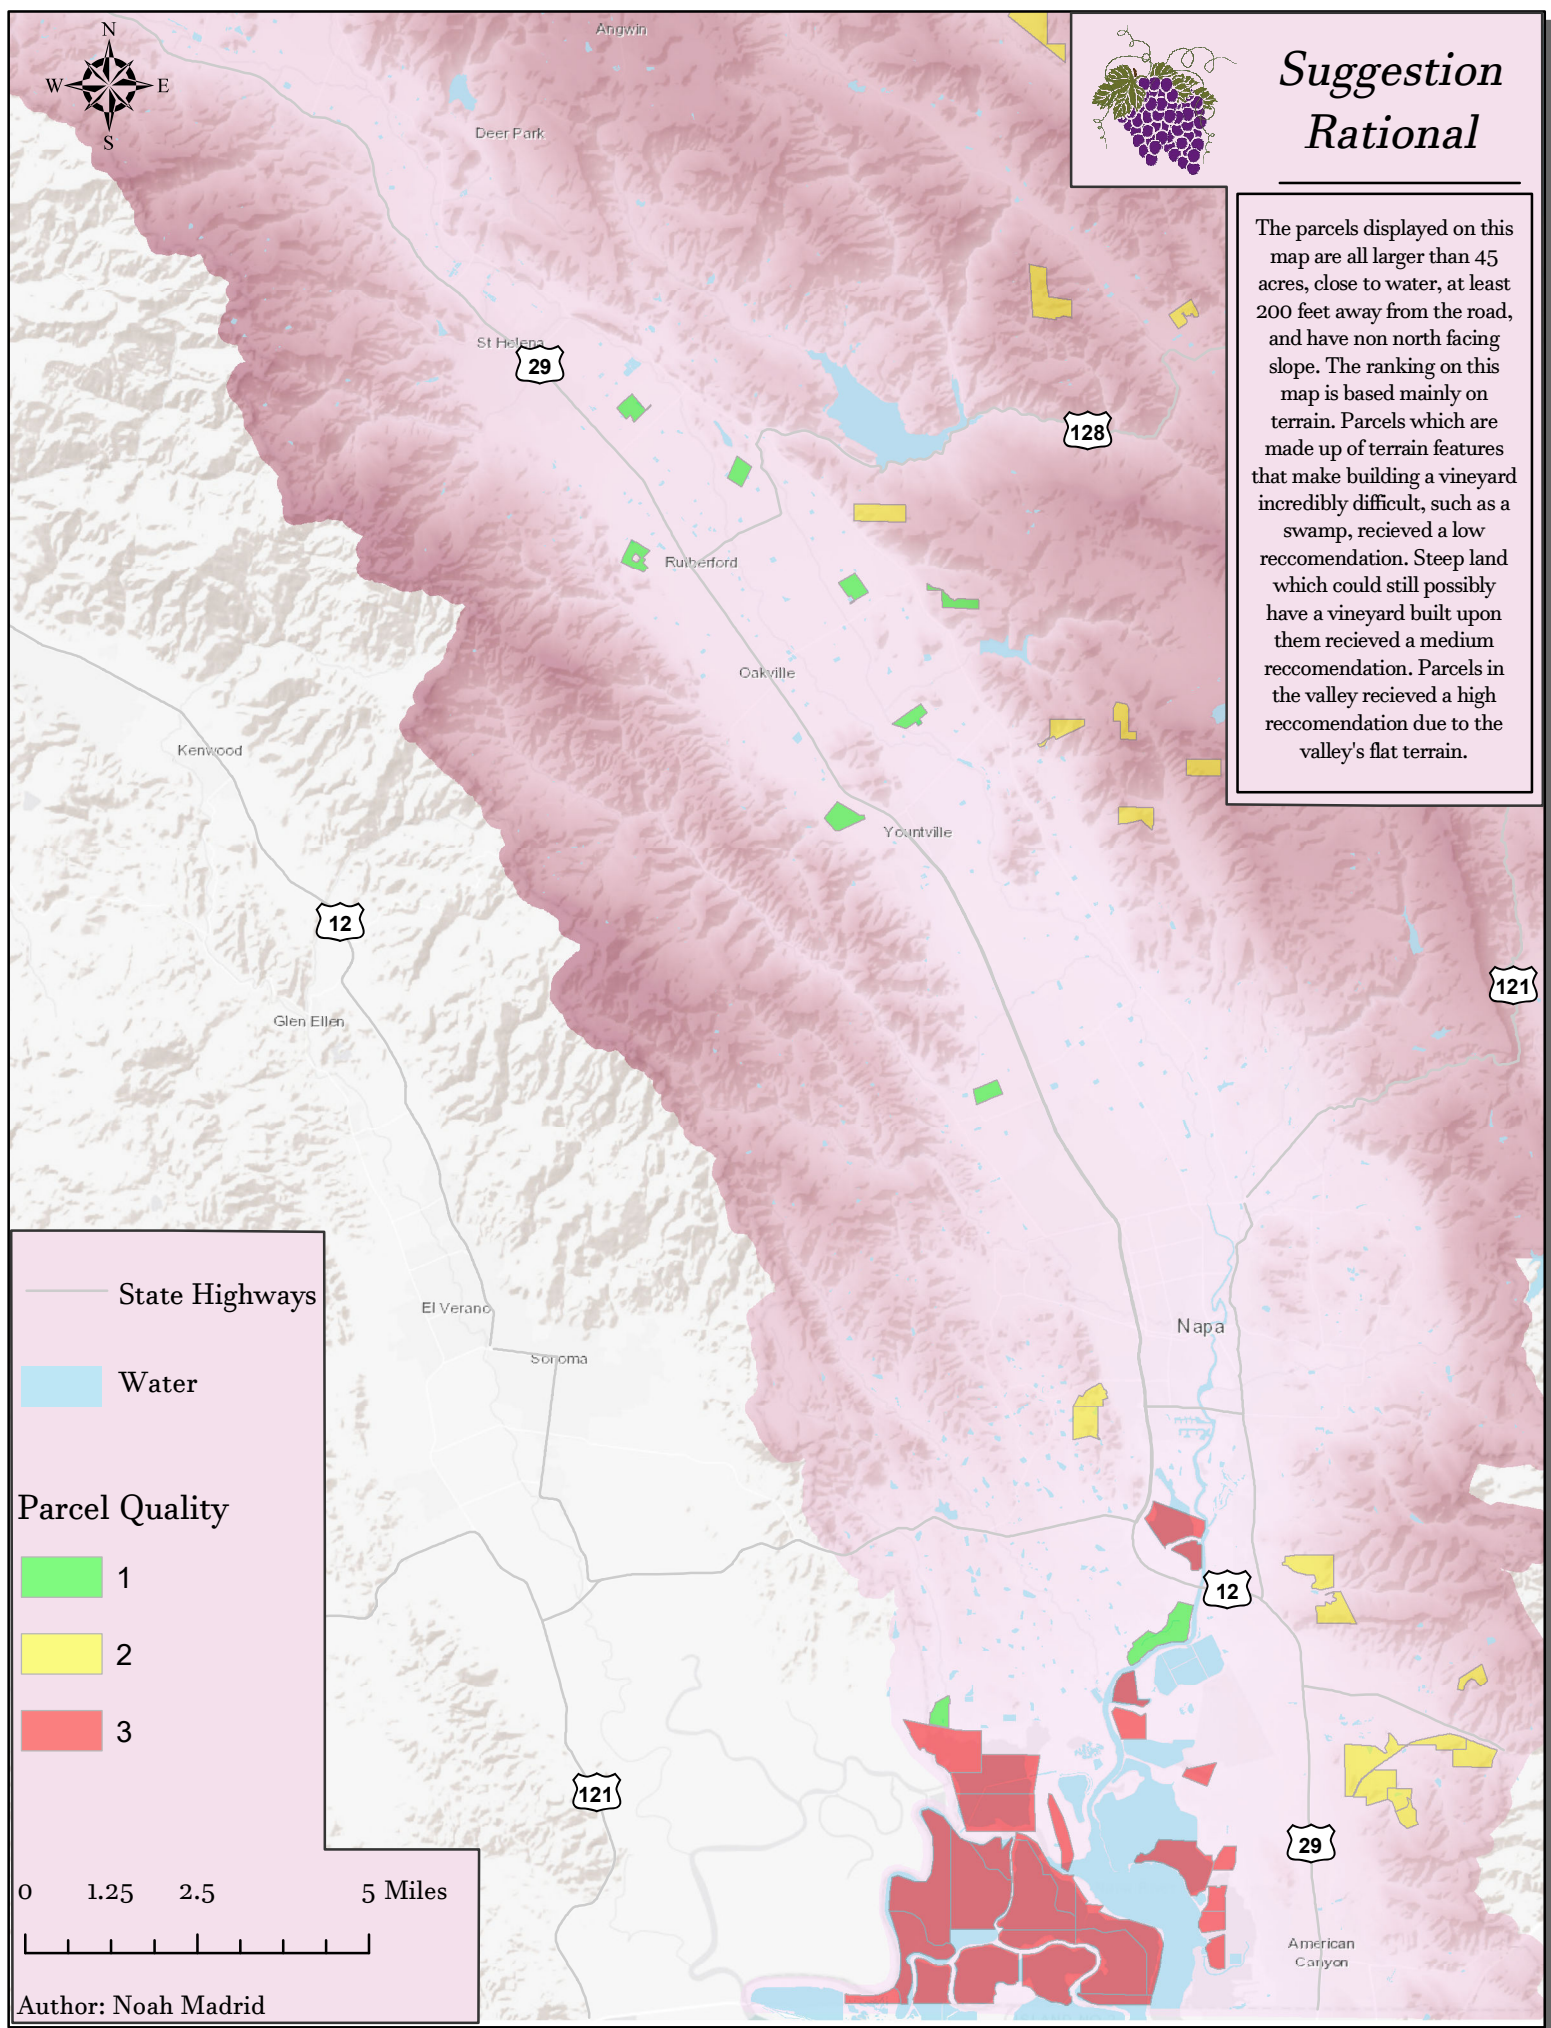 N
W
E
S
Suggestion
Rational
The parcels displayed on this
map are all larger than 45
acres, close to water, at least
200 feet away from the road,
and have non north facing
slope. The ranking on this
map is based mainly on
terrain. Parcels which are
made up of terrain features
that make building a vineyard
incredibly difficult, such as a
swamp, recieved a low
reccomendation. Steep land
which could still possibly
have a vineyard built upon
them recieved a medium
reccomendation. Parcels in
the valley recieved a high
reccomendation due to the
valley's flat terrain.
Angwin
Deer Park
St Helena
29
128
Rutherford
Oakville
Kenwood
Yountville
12
121
Glen Ellen
El Verano
Sonoma
Napa
12
121
29
American
Canyon
State Highways
Water
Parcel Quality
1
2
3
0 1.25 2.5 5 Miles
Author: Noah Madrid